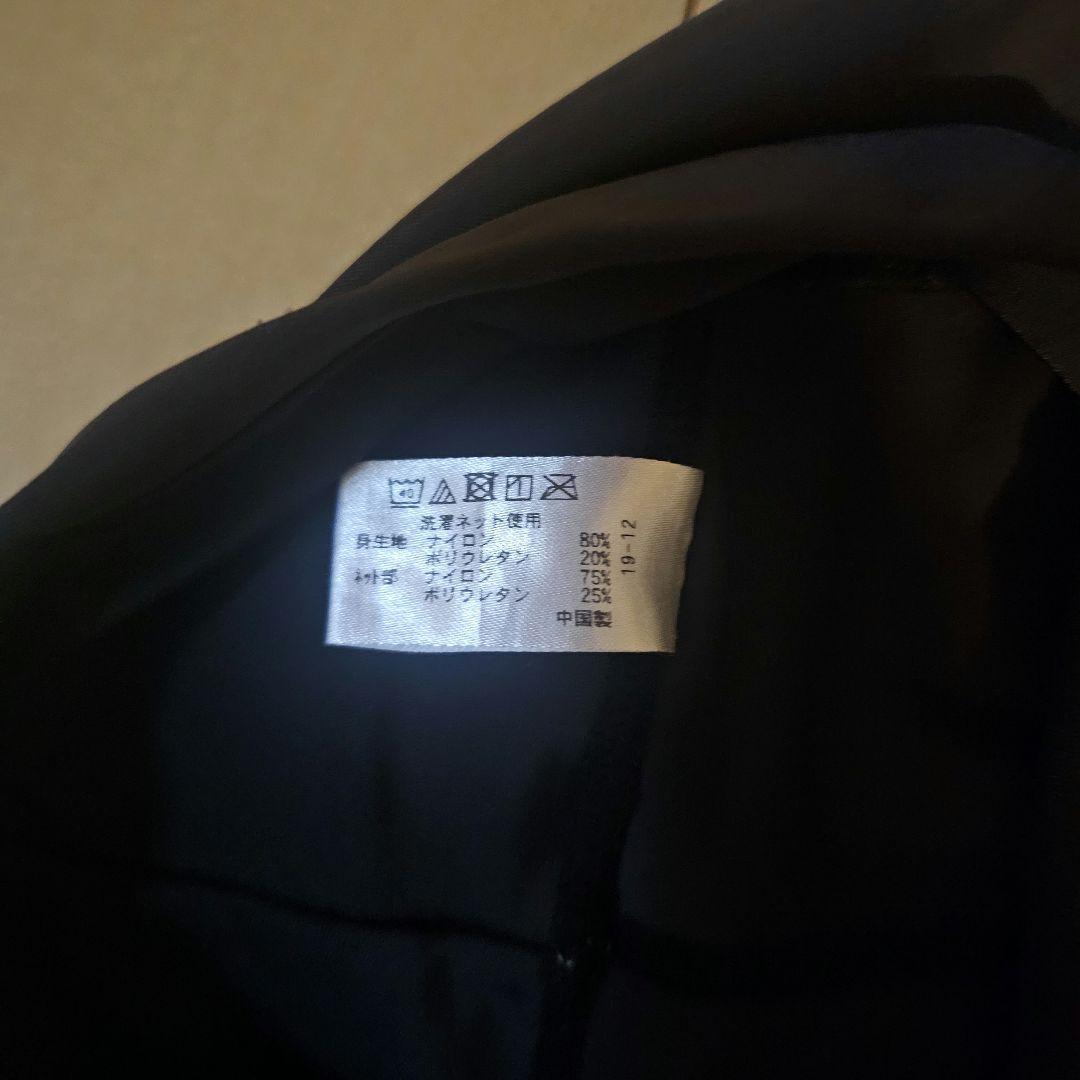 40
洗濯ネット使用
身生地 ナイロン 80%
ポリウレタン 20%
ネット部 ナイロン 75%
ポリウレタン 25%
中国製
19-12